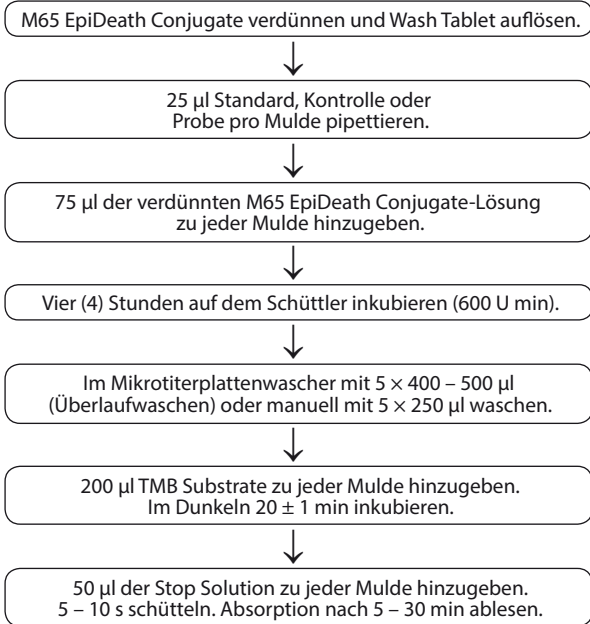 M65 EpiDeath Conjugate verdünnen und Wash Tablet auflösen.
25 µl Standard, Kontrolle oder
Probe pro Mulde pipettieren.
75 µl der verdünnten M65 EpiDeath Conjugate-Lösung
zu jeder Mulde hinzugeben.
Vier (4) Stunden auf dem Schüttler inkubieren (600 U min).
Im Mikrotiterplattenwascher mit 5 × 400 – 500 µl
(Überlaufwaschen) oder manuell mit 5 × 250 µl waschen.
200 µl TMB Substrate zu jeder Mulde hinzugeben.
Im Dunkeln 20 ± 1 min inkubieren.
50 µl der Stop Solution zu jeder Mulde hinzugeben.
5 – 10 s schütteln. Absorption nach 5 – 30 min ablesen.